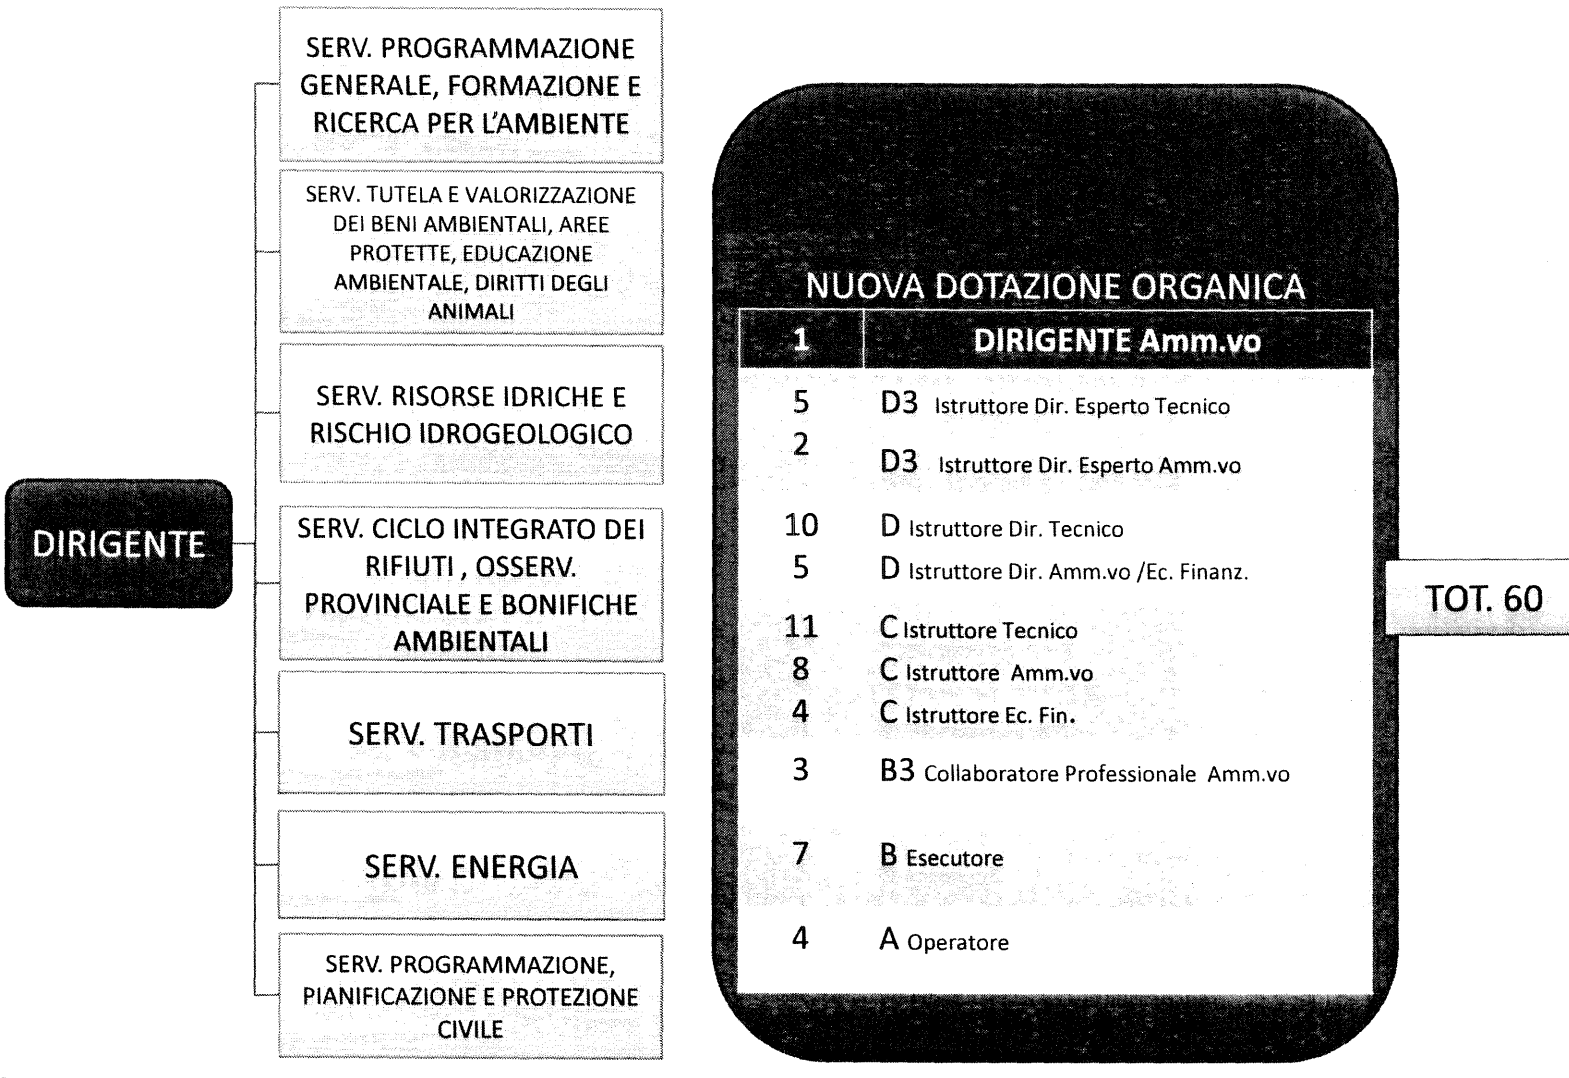 SERV. PROGRAMMAZIONE
GENERALE, FORMAZIONE E
RICERCA PER L'AMBIENTE
SERV. TUTELA E VALORIZZAZIONE
DEI BENI AMBIENTALI, AREE
PROTETTE, EDUCAZIONE
AMBIENTALE, DIRITTI DEGLI
ANIMALI
SERV. RISORSE IDRICHE E
RISCHIO IDROGEOLOGICO
DIRIGENTE
SERV. CICLO INTEGRATO DEI
RIFIUTI , OSSERV.
PROVINCIALE E BONIFICHE
AMBIENTALI
SERV. TRASPORTI
SERV. ENERGIA
SERV. PROGRAMMAZIONE,
PIANIFICAZIONE E PROTEZIONE
CIVILE
NUOVA DOTAZIONE ORGANICA
1 DIRIGENTE Amm.vo
5 D3 Istruttore Dir. Esperto Tecnico
2 D3 Istruttore Dir. Esperto Amm.vo
10 D Istruttore Dir. Tecnico
5 D Istruttore Dir. Amm.vo /Ec. Finanz.
11 C Istruttore Tecnico
8 C Istruttore Amm.vo
4 C Istruttore Ec. Fin.
3 B3 Collaboratore Professionale Amm.vo
7 B Esecutore
4 A Operatore
TOT. 60